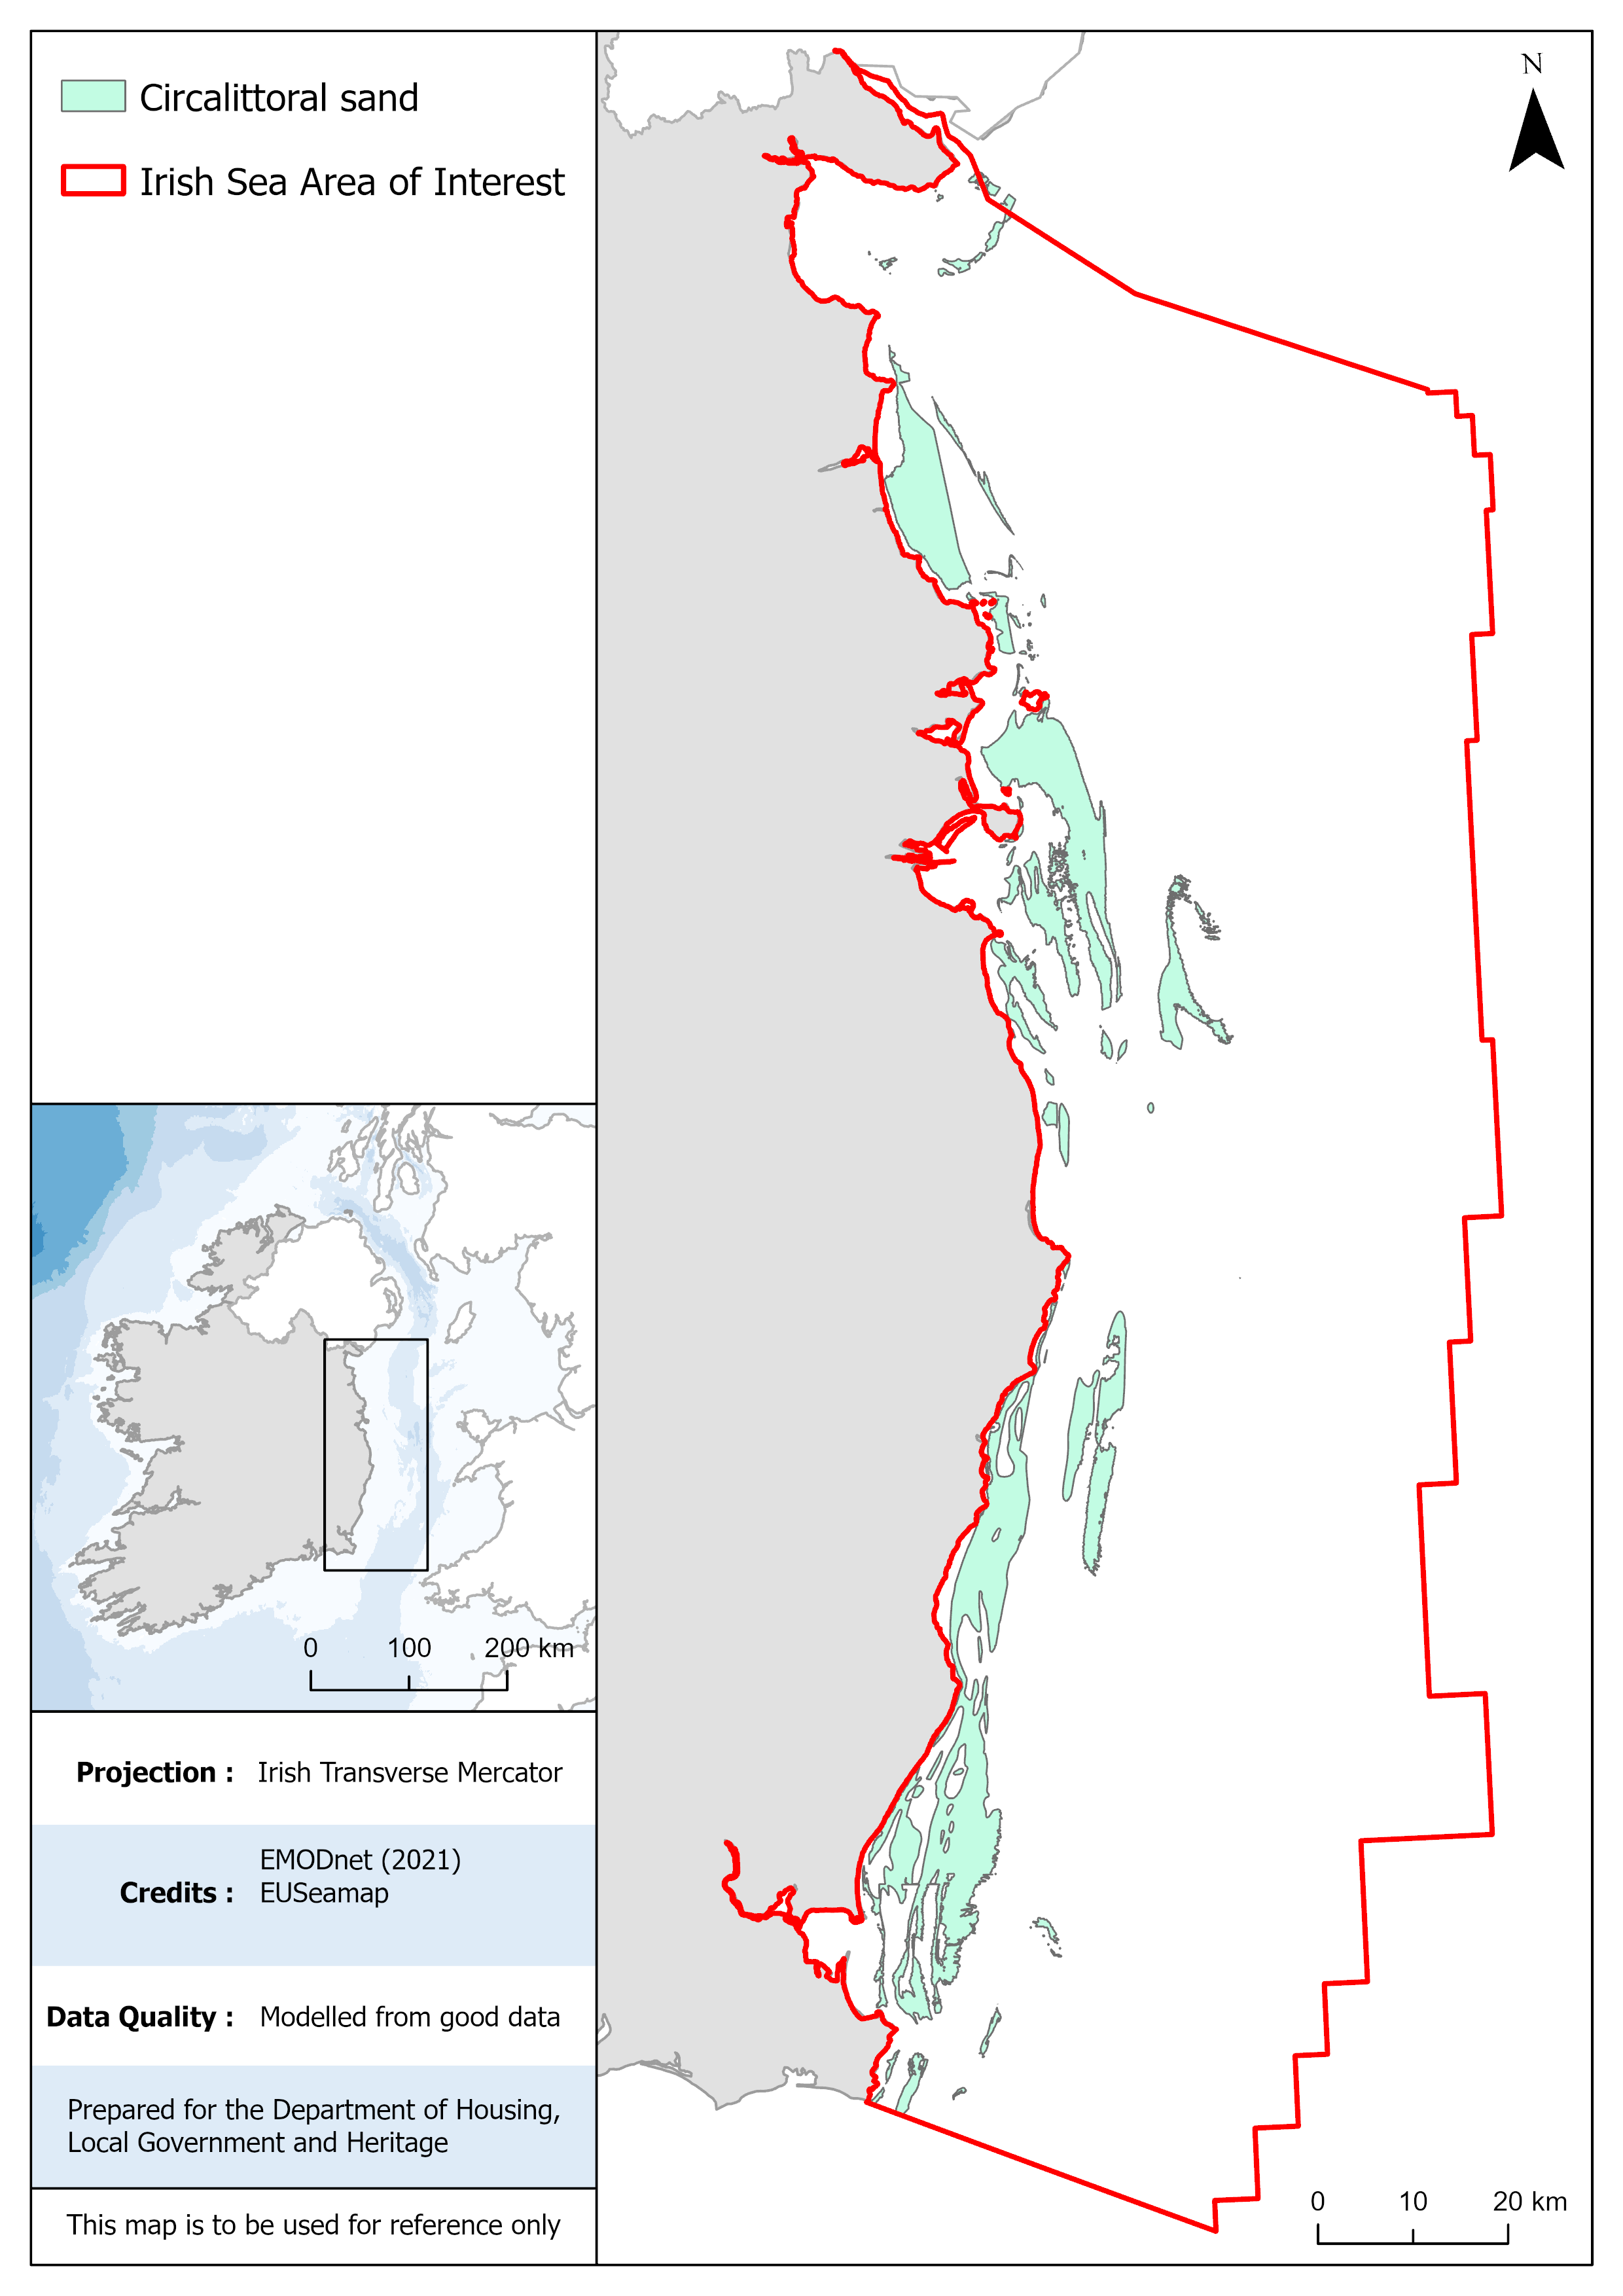 Circalittoral sand
Irish Sea Area of Interest
N
0 100 200 km
Projection : Irish Transverse Mercator
Credits : EMODnet (2021)
EUSeamap
Data Quality : Modelled from good data
Prepared for the Department of Housing,
Local Government and Heritage
This map is to be used for reference only
0 10 20 km